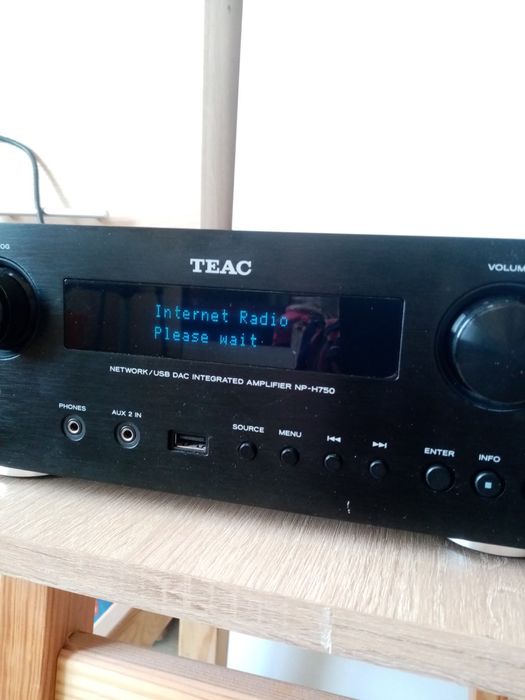 TEAC
Internet Radio
Please wait
NETWORK/USB DAC INTEGRATED AMPLIFIER NP-H750
PHONES
AUX 2 IN
SOURCE
MENU
ENTER
INFO